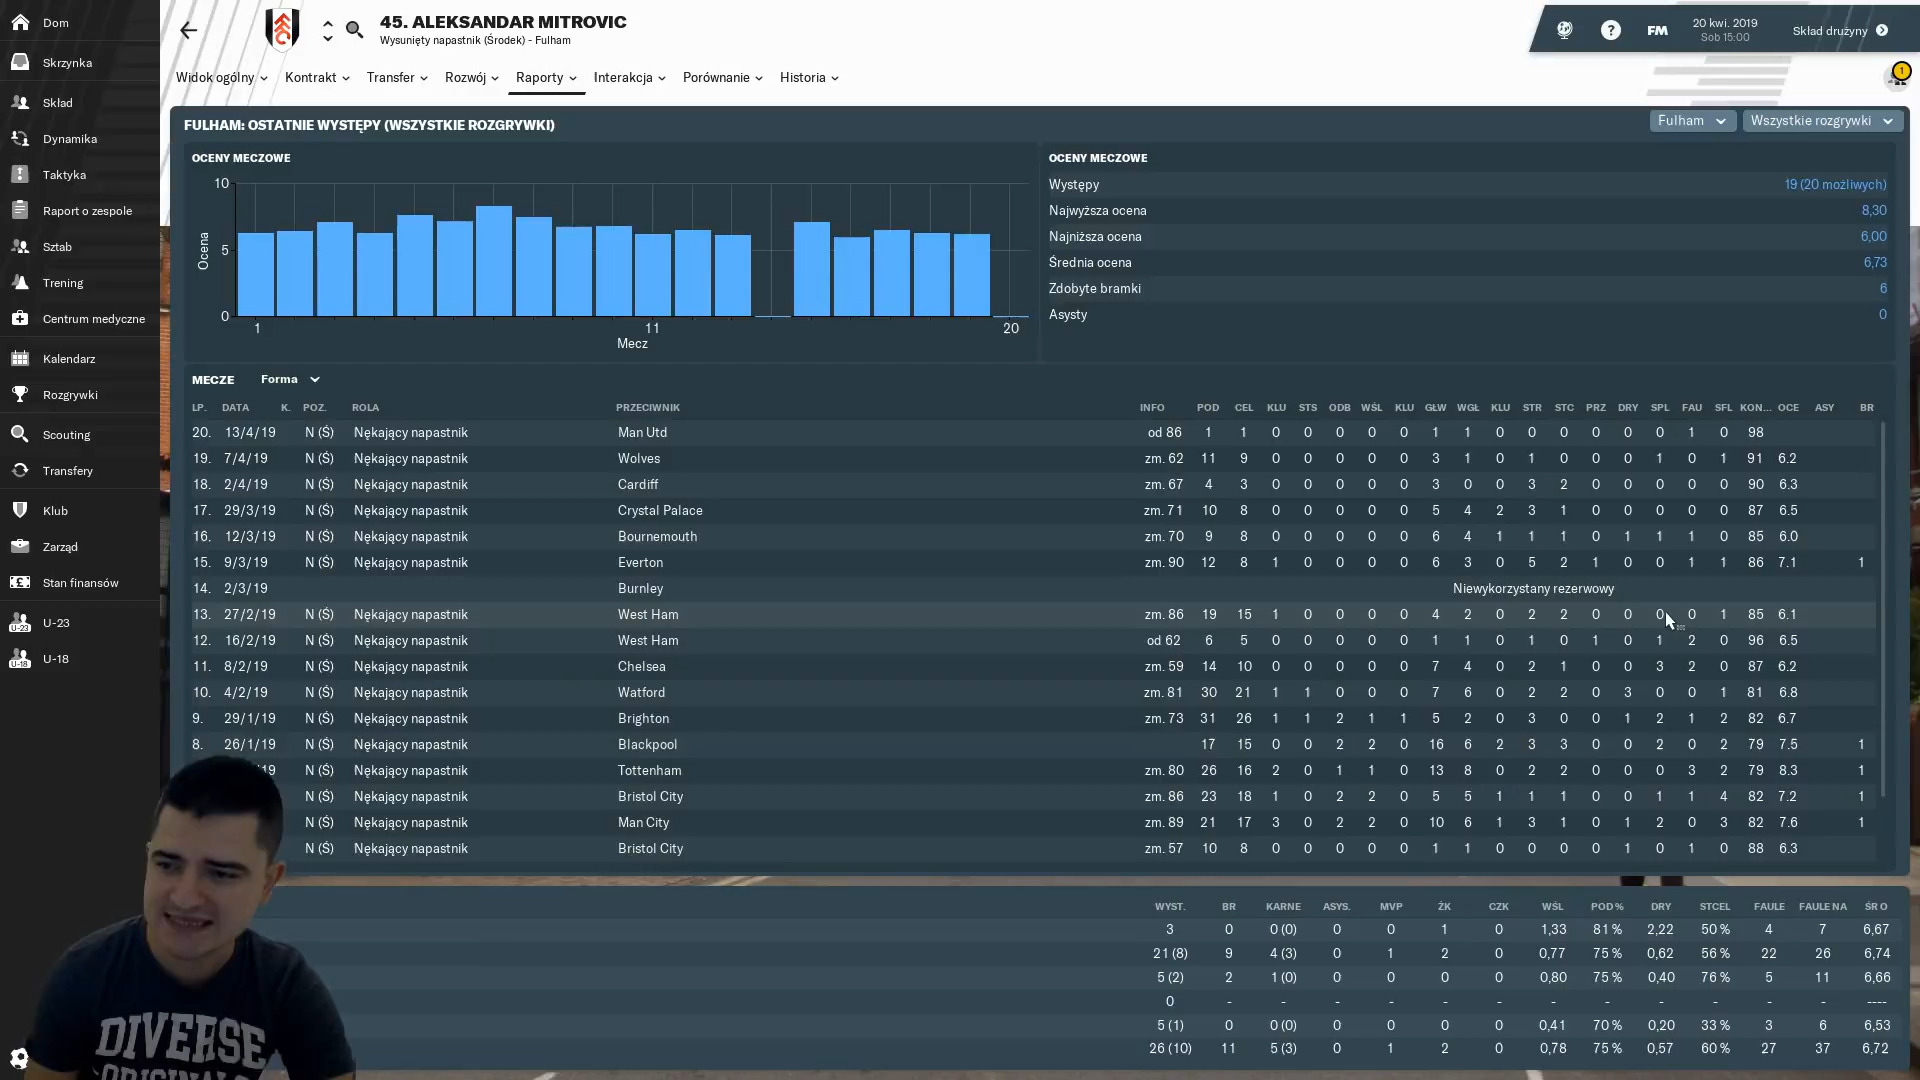 Dom
Skrzynka
Skład
Dynamika
Taktyka
Raport o zespole
Sztab
Trening
Centrum medyczne
Kalendarz
Rozgrywki
Scouting
Transfery
Klub
Zarząd
Stan finansów
U-23
U-18
45. ALEKSANDAR MITROVIC
Wysunięty napastnik (Środek) - Fulham
FM
20 kwi. 2019
Sob 15:00
Skład drużyny
1
Widok ogólny Kontrakt Transfer Rozwój Raporty Interakcja Porównanie Historia
FULHAM: OSTATNIE WYSTĘPY (WSZYSTKIE ROZGRYWKI)
Fulham Wszystkie rozgrywki
OCENY MECZOWE
10
5
0
Ocena
1 11 20
Mecz
OCENY MECZOWE
Występy 19 (20 możliwych)
Najwyższa ocena 8,30
Najniższa ocena 6,00
Średnia ocena 6,73
Zdobyte bramki 6
Asysty 0
MECZE Forma
LP. DATA K. POZ. ROLA PRZECIWNIK INFO POD CEL KLU STS ODB WŚL KLU GŁW WGŁ KLU STR STC PRZ DRY SPL FAU SFL KON... OCE ASY BR
20. 13/4/19 N (Ś) Nękający napastnik Man Utd od 86 1 1 0 0 0 0 0 1 1 0 0 0 0 0 0 1 0 98
19. 7/4/19 N (Ś) Nękający napastnik Wolves zm. 62 11 9 0 0 0 0 0 3 1 0 1 0 0 0 1 0 1 91 6.2
18. 2/4/19 N (Ś) Nękający napastnik Cardiff zm. 67 4 3 0 0 0 0 0 3 0 0 3 2 0 0 0 0 0 90 6.3
17. 29/3/19 N (Ś) Nękający napastnik Crystal Palace zm. 71 10 8 0 0 0 0 0 5 4 2 3 1 0 0 0 0 0 87 6.5
16. 12/3/19 N (Ś) Nękający napastnik Bournemouth zm. 70 9 8 0 0 0 0 0 6 4 1 1 1 0 1 1 1 0 85 6.0
15. 9/3/19 N (Ś) Nękający napastnik Everton zm. 90 12 8 1 0 0 0 0 6 3 0 5 2 1 0 0 1 1 86 7.1 1
14. 2/3/19 Burnley Niewykorzystany rezerwowy
13. 27/2/19 N (Ś) Nękający napastnik West Ham zm. 86 19 15 1 0 0 0 0 4 2 0 2 2 0 0 0 0 1 85 6.1
12. 16/2/19 N (Ś) Nękający napastnik West Ham od 62 6 5 0 0 0 0 0 1 1 0 1 0 1 0 1 2 0 96 6.5
11. 8/2/19 N (Ś) Nękający napastnik Chelsea zm. 59 14 10 0 0 0 0 0 7 4 0 2 1 0 0 3 2 0 87 6.2
10. 4/2/19 N (Ś) Nękający napastnik Watford zm. 81 30 21 1 1 0 0 0 7 6 0 2 2 0 3 0 0 1 81 6.8
9. 29/1/19 N (Ś) Nękający napastnik Brighton zm. 73 31 26 1 1 2 1 1 5 2 0 3 0 0 1 2 1 2 82 6.7
8. 26/1/19 N (Ś) Nękający napastnik Blackpool 17 15 0 0 2 2 0 16 6 2 3 3 0 0 2 0 2 79 7.5 1
19 N (Ś) Nękający napastnik Tottenham zm. 80 26 16 2 0 1 1 0 13 8 0 2 2 0 0 0 3 2 79 8.3 1
N (Ś) Nękający napastnik Bristol City zm. 86 23 18 1 0 2 2 0 5 5 1 1 1 0 0 1 1 4 82 7.2 1
N (Ś) Nękający napastnik Man City zm. 89 21 17 3 0 2 2 0 10 6 1 3 1 0 1 2 0 3 82 7.6 1
N (Ś) Nękający napastnik Bristol City zm. 57 10 8 0 0 0 0 0 1 1 0 0 0 0 1 0 1 0 88 6.3
WYST. BR KARNE ASYS. MVP ŻK CZK WŚL POD % DRY STCEL FAULE FAULE NA ŚR O
3 0 0 (0) 0 0 1 0 1,33 81 % 2,22 50 % 4 7 6,67
21 (8) 9 4 (3) 0 1 2 0 0,77 75 % 0,62 56 % 22 26 6,74
5 (2) 2 1 (0) 0 0 0 0 0,80 75 % 0,40 76 % 5 11 6,66
0 - - - - - - - - - - - - ----
5 (1) 0 0 (0) 0 0 0 0 0,41 70 % 0,20 33 % 3 6 6,53
26 (10) 11 5 (3) 0 1 2 0 0,78 75 % 0,57 60 % 27 37 6,72
DIVERSE
ORIGINALS